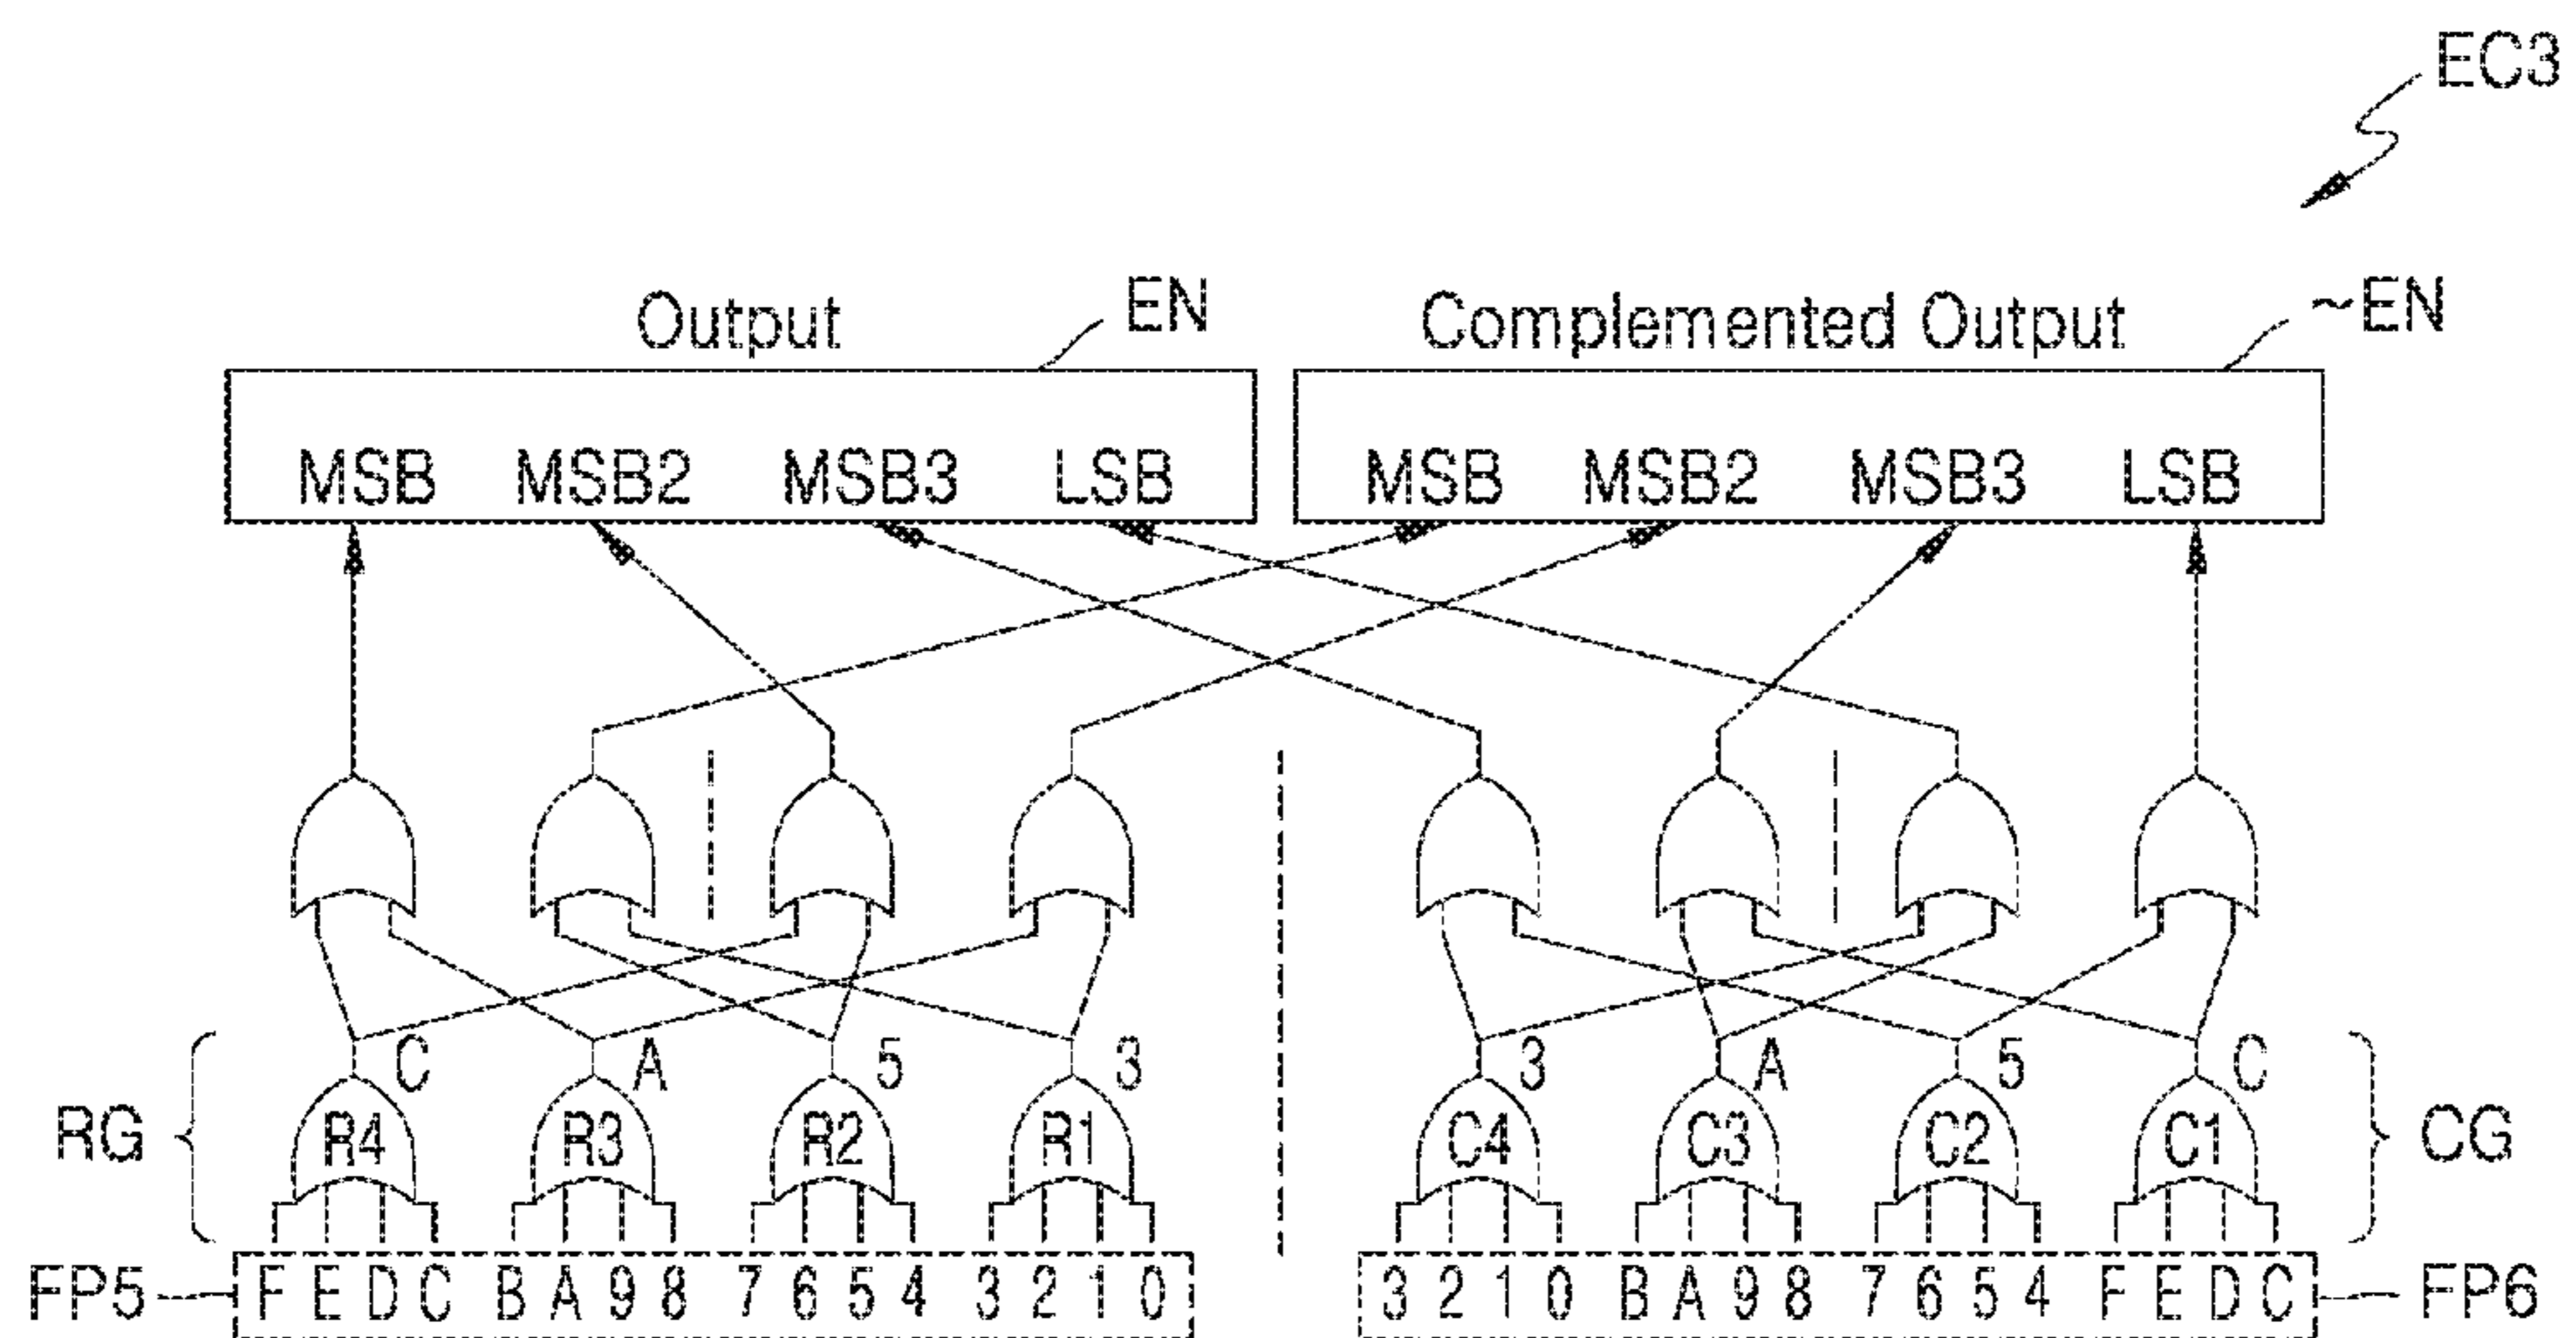 EC3
Output EN Complemented Output ~EN
MSB MSB2 MSB3 LSB MSB MSB2 MSB3 LSB
C A 5 3 3 A 5 C
RG R4 R3 R2 R1 C4 C3 C2 C1 CG
FP5 F E D C B A 9 8 7 6 5 4 3 2 1 0 3 2 1 0 B A 9 8 7 6 5 4 F E D C FP6